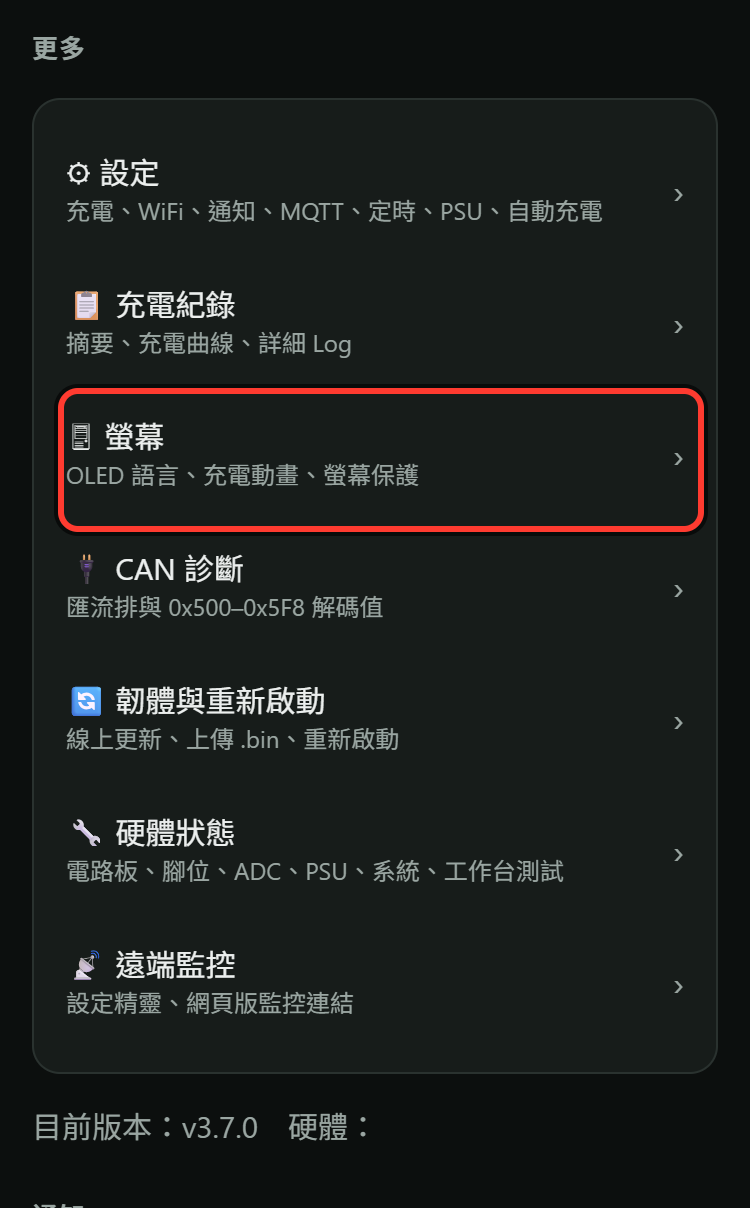 更多
設定
充電、WiFi、通知、MQTT、定時、PSU、自動充電
充電紀錄
摘要、充電曲線、詳細 Log
螢幕
OLED 語言、充電動畫、螢幕保護
CAN 診斷
匯流排與 0x500–0x5F8 解碼值
韌體與重新啟動
線上更新、上傳 .bin、重新啟動
硬體狀態
電路板、腳位、ADC、PSU、系統、工作台測試
遠端監控
設定精靈、網頁版監控連結
目前版本：v3.7.0　硬體：